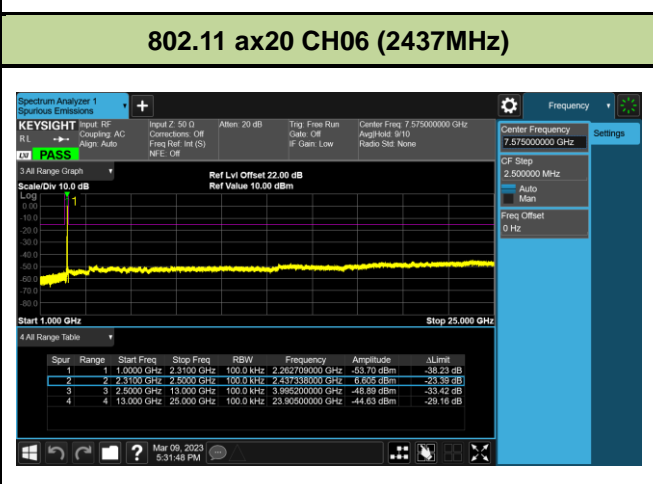 802.11 ax20 CH06 (2437MHz)
Spectrum Analyzer 1
Spurious Emissions
Frequency
KEYSIGHT
RL
PASS
Input: RF
Coupling: AC
Align: Auto
Input Z: 50 Ω
Corrections: Off
Freq Ref: Int (S)
NFE: Off
Atten: 20 dB
Trig: Free Run
Gate: Off
IF Gain: Low
Center Freq: 7.575000000 GHz
Avg|Hold: 9/10
Radio Std: None
Center Frequency
7.575000000 GHz
Settings
CF Step
2.500000 MHz
Auto
Man
Freq Offset
0 Hz
3 All Range Graph
Scale/Div 10.0 dB
Ref Lvl Offset 22.00 dB
Ref Value 10.00 dBm
Log
1
0.00
-10.0
-20.0
-30.0
-40.0
-50.0
-60.0
-70.0
-80.0
Start 1.000 GHz Stop 25.000 GHz
4 All Range Table
Spur Range Start Freq Stop Freq RBW Frequency Amplitude ΔLimit
1 1 1.0000 GHz 2.3100 GHz 100.0 kHz 2.262709000 GHz -53.70 dBm -38.23 dB
2 2 2.3100 GHz 2.5000 GHz 100.0 kHz 2.437338000 GHz 6.605 dBm -23.39 dB
3 3 2.5000 GHz 13.000 GHz 100.0 kHz 3.995200000 GHz -48.89 dBm -33.42 dB
4 4 13.000 GHz 25.000 GHz 100.0 kHz 23.90500000 GHz -44.63 dBm -29.16 dB
Mar 09, 2023
5:31:48 PM